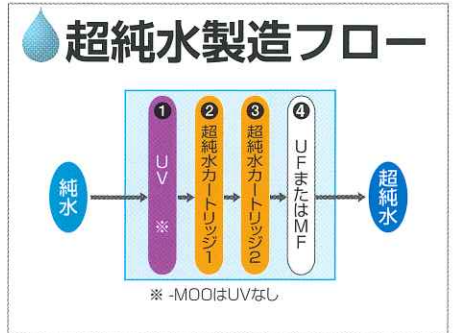 超純水製造フロー
純水
❶
UV
※
❷
超純水カートリッジ1
❸
超純水カートリッジ2
❹
UFまたはMF
超純水
※ -M00はUVなし